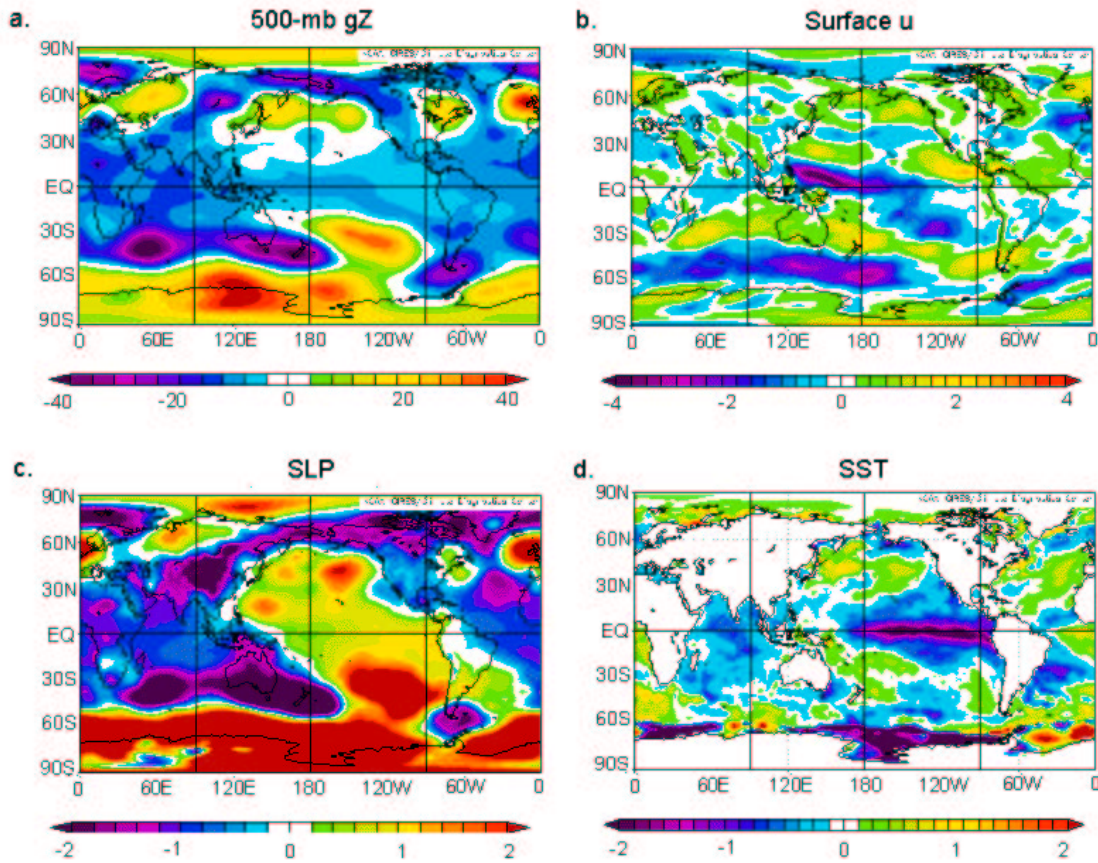 a. 500-mb gZ
b. Surface u
90N
60N
30N
EQ
30S
60S
90S
0 60E 120E 180 120W 60W 0
-40 -20 0 20 40
90N
60N
30N
EQ
30S
60S
90S
0 60E 120E 180 120W 60W 0
-4 -2 0 2 4
c. SLP
d. SST
90N
60N
30N
EQ
30S
60S
90S
0 60E 120E 180 120W 60W 0
-2 -1 0 1 2
90N
60N
30N
EQ
30S
60S
90S
0 60E 120E 180 120W 60W 0
-2 -1 0 1 2